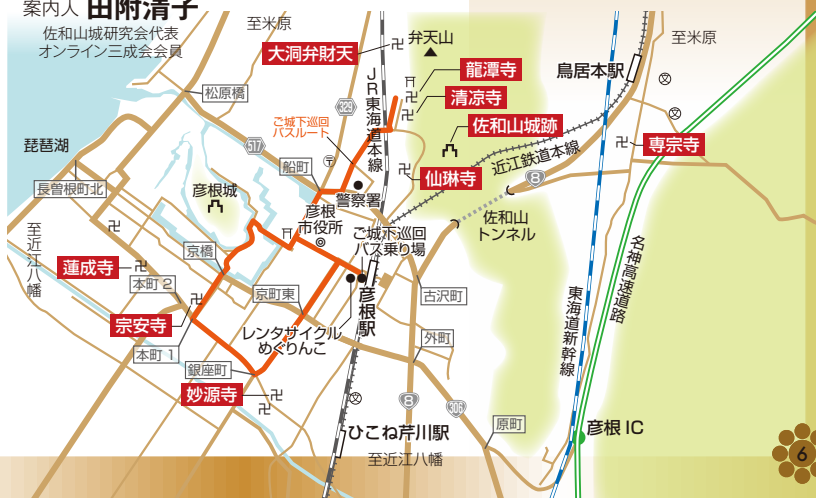 案内人 田附清子
佐和山城研究会代表
オンライン三成会会員
至米原
大洞弁財天
弁天山
至米原
鳥居本駅
龍潭寺
清凉寺
佐和山城跡
専宗寺
松原橋
329
JR東海道本線
ご城下巡回
バスルート
517
琵琶湖
船町
仙琳寺
近江鉄道本線
8
長曽根町北
彦根城
警察署
彦根
市役所
ご城下巡回
バス乗り場
佐和山
トンネル
至近江八幡
京橋
蓮成寺
本町2
京町東
彦根駅
古沢町
名神高速道路
東海道新幹線
宗安寺
レンタサイクル
めぐりんこ
外町
本町1
銀座町
妙源寺
8
306
原町
彦根IC
ひこね芹川駅
至近江八幡
6